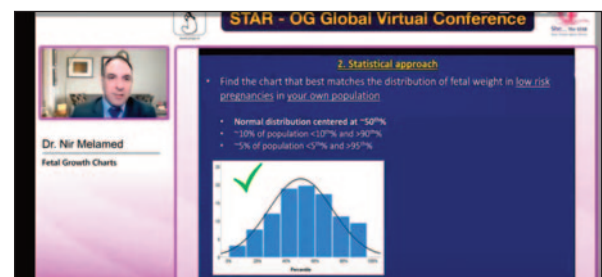 STAR - OG Global Virtual Conference
2. Statistical approach
• Find the chart that best matches the distribution of fetal weight in low risk
pregnancies in your own population
• Normal distribution centered at ~50th%
• ~10% of population <10th% and >90th%
• ~5% of population <5th% and >95th%
Dr. Nir Melamed
Fetal Growth Charts
Percentile